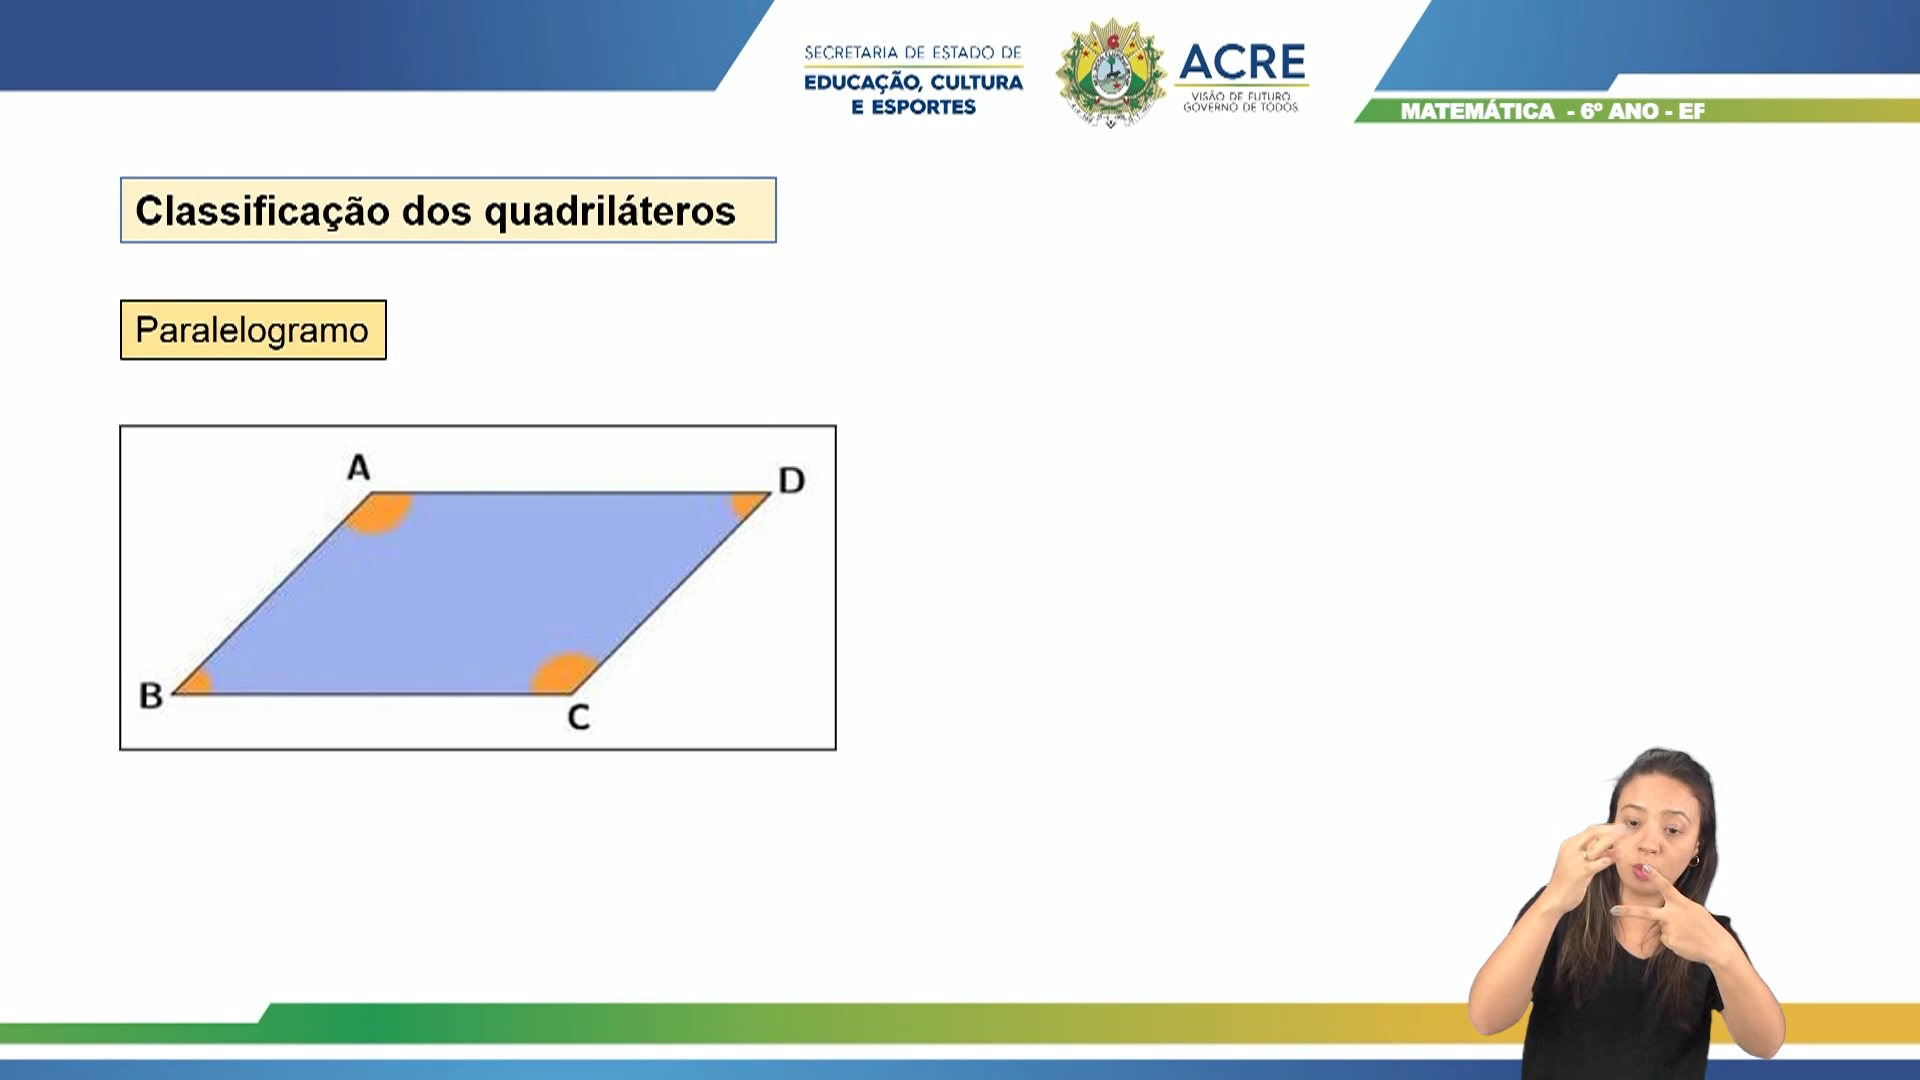 SECRETARIA DE ESTADO DE
EDUCAÇÃO, CULTURA
E ESPORTES
ACRE
VISÃO DE FUTURO
GOVERNO DE TODOS
MATEMÁTICA - 6º ANO - EF
Classificação dos quadriláteros
Paralelogramo
A
D
B
C